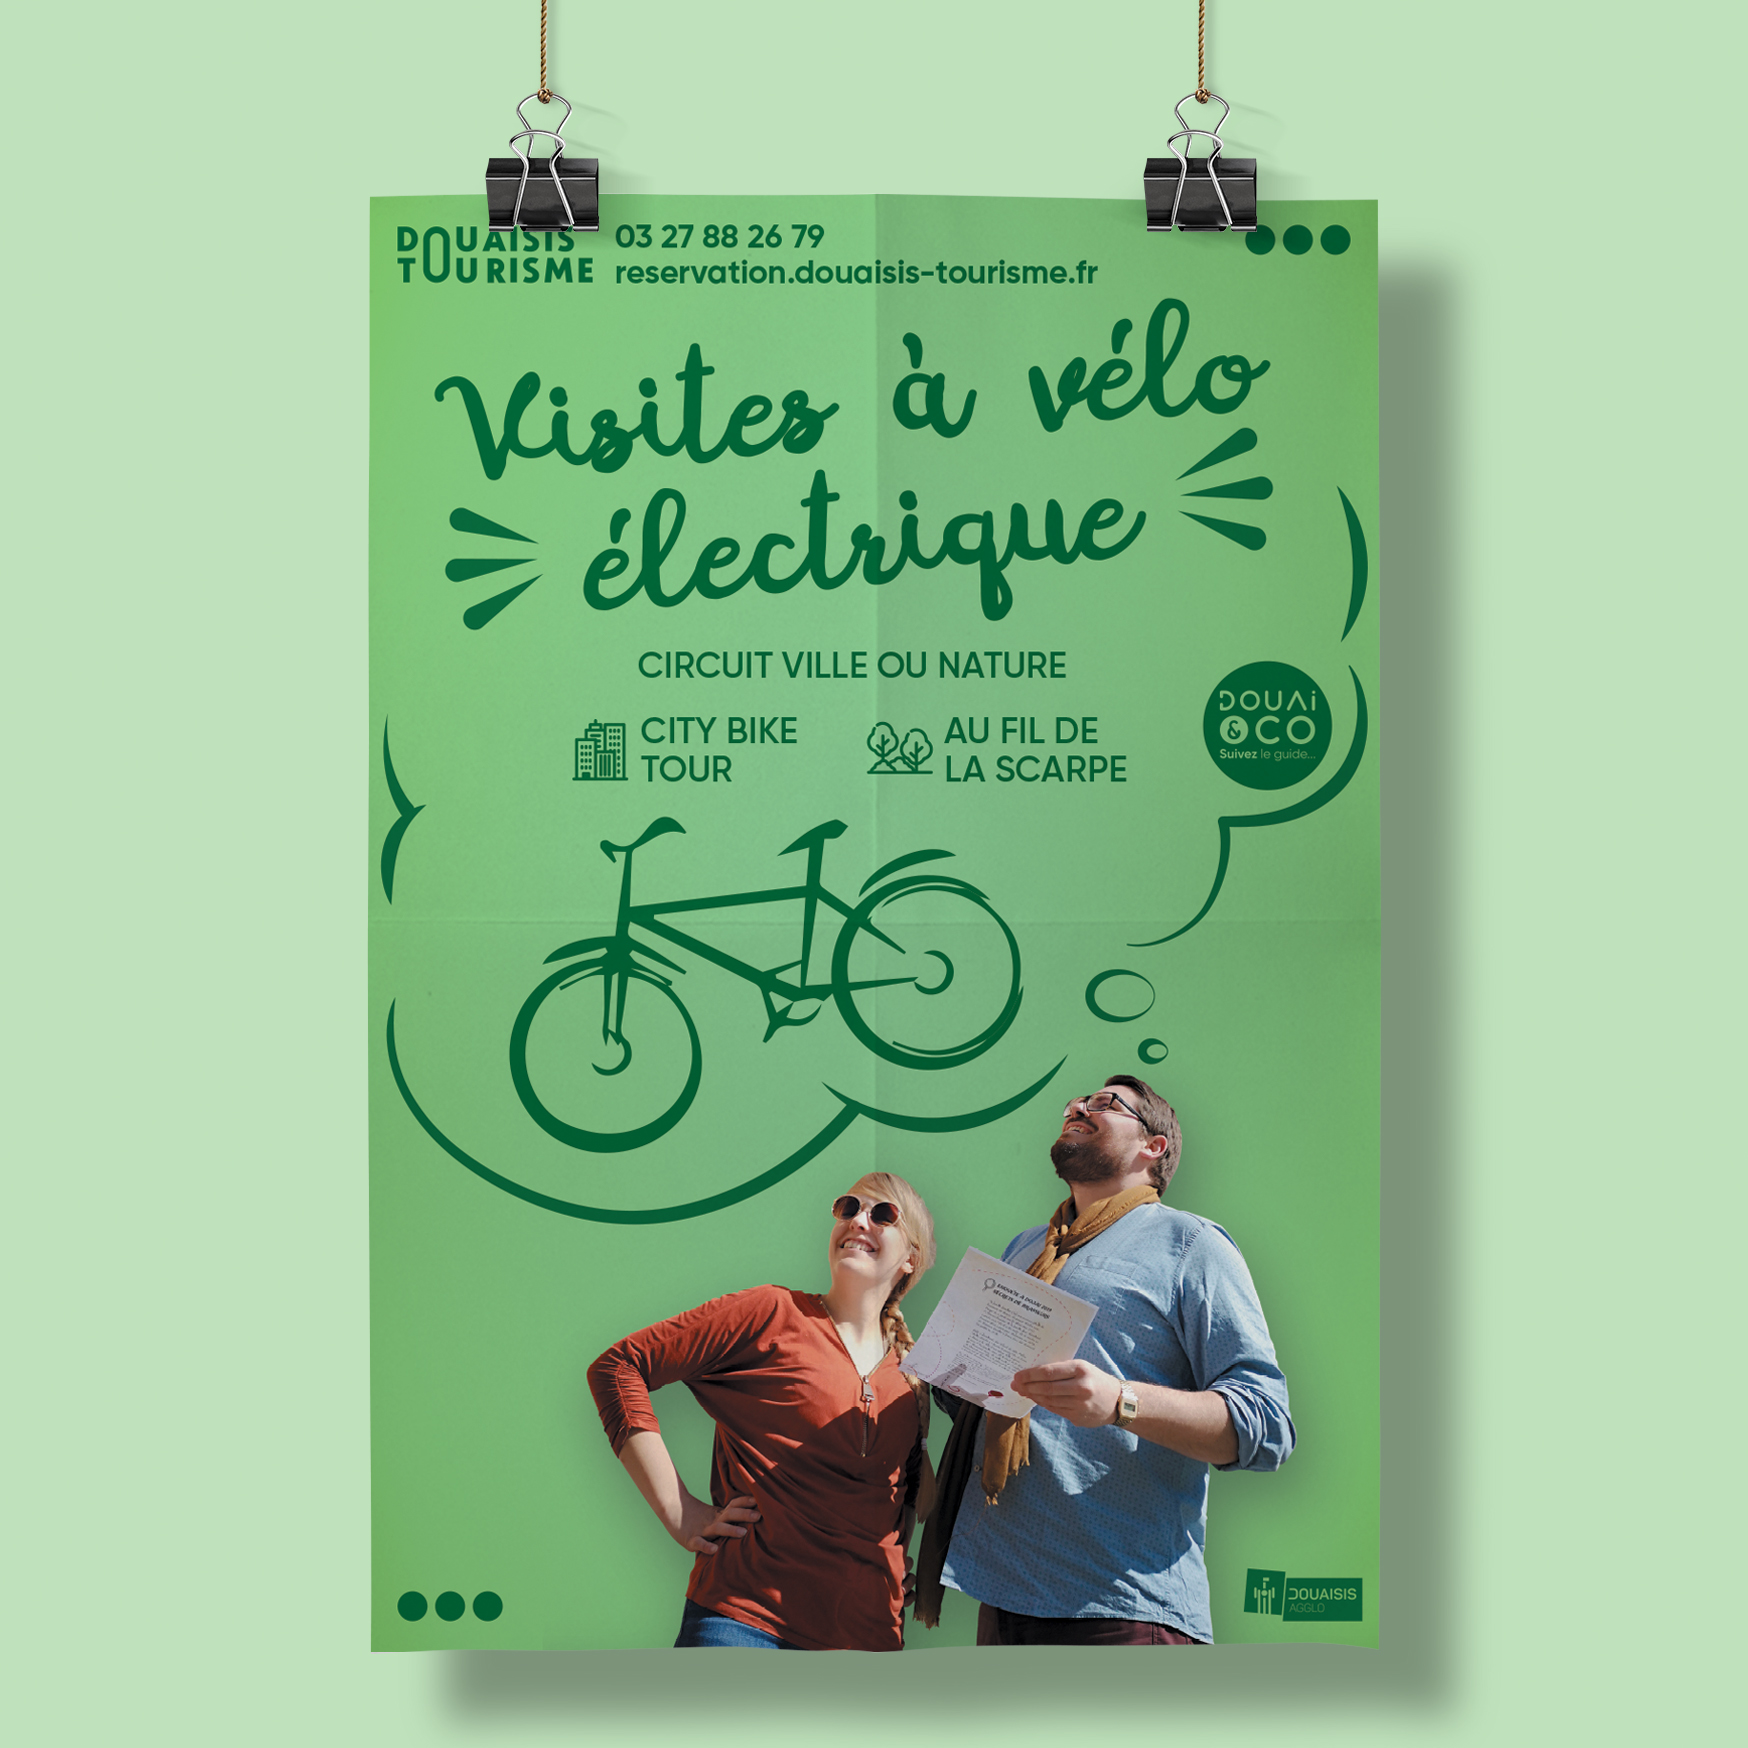 DOUAISIS
TOURISME
03 27 88 26 79
reservation.douaisis-tourisme.fr
Visites à vélo
électrique
CIRCUIT VILLE OU NATURE
CITY BIKE
TOUR
AU FIL DE
LA SCARPE
DOUAi
& CO
Suivez le guide...
DOUAISIS
AGGLO